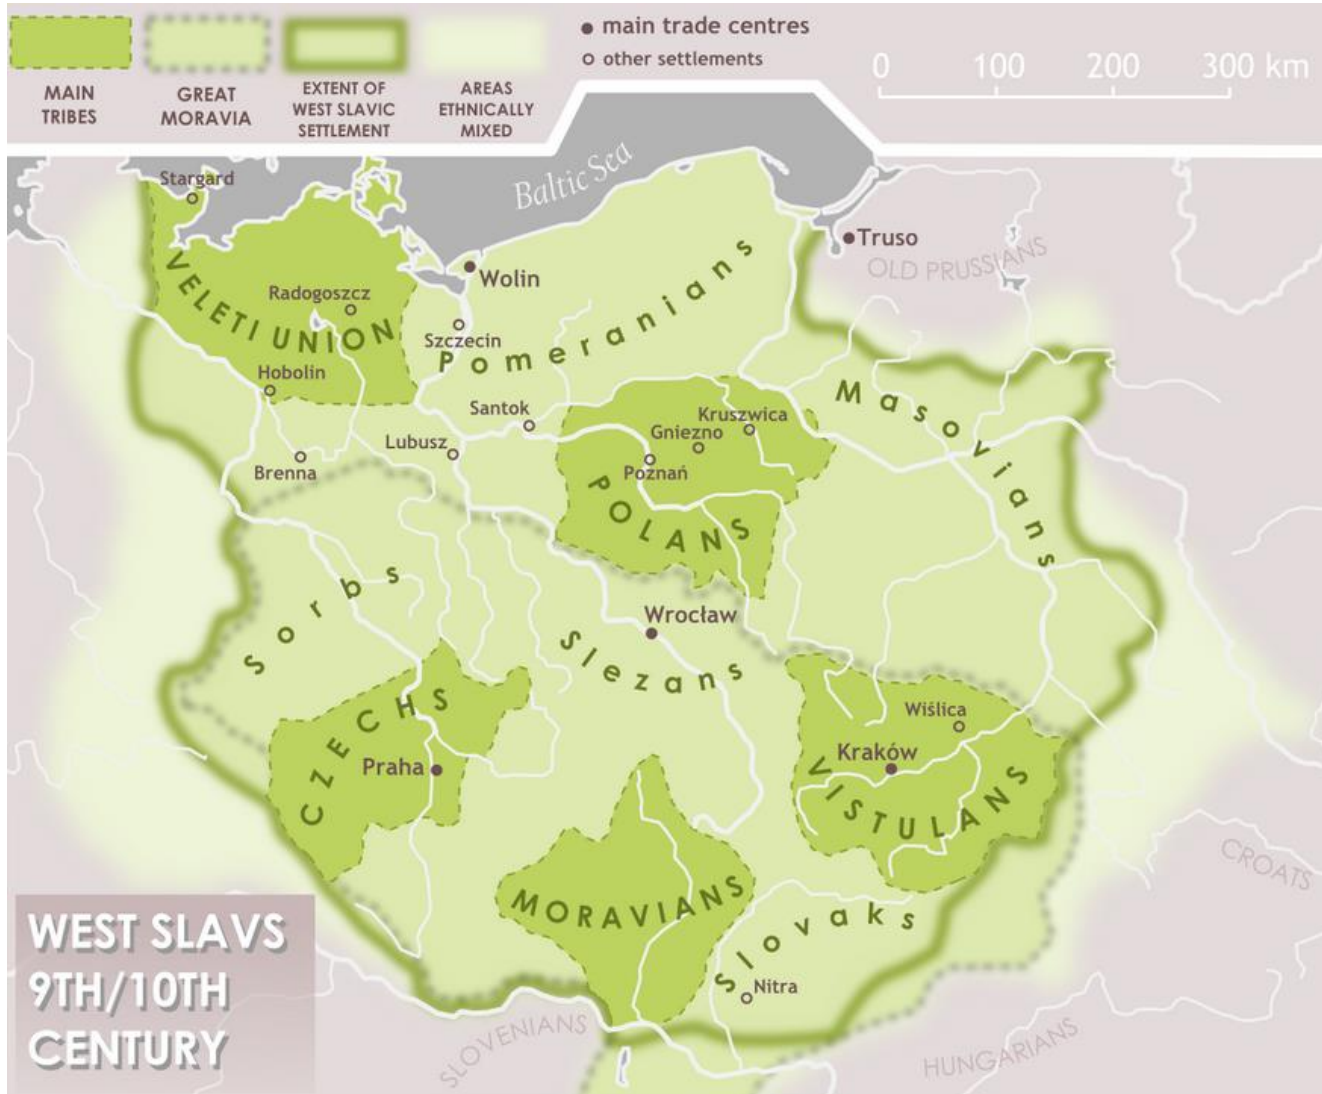 MAIN
TRIBES
GREAT
MORAVIA
EXTENT OF
WEST SLAVIC
SETTLEMENT
AREAS
ETHNICALLY
MIXED
main trade centres
other settlements
0 100 200 300 km
Baltic Sea
Stargard
Truso
OLD PRUSSIANS
Wolin
VELETI UNION
Radogoszcz
Szczecin
Pomeranians
Hobolin
Masovians
Santok
Kruszwica
Gniezno
Lubusz
Brenna
Poznań
POLANS
Sorbs
Wrocław
Slezans
CZECHS
Praha
Wiślica
Kraków
VISTULANS
CROATS
MORAVIANS
Slovaks
Nitra
SLOVENIANS
HUNGARIANS
WEST SLAVS
9TH/10TH
CENTURY